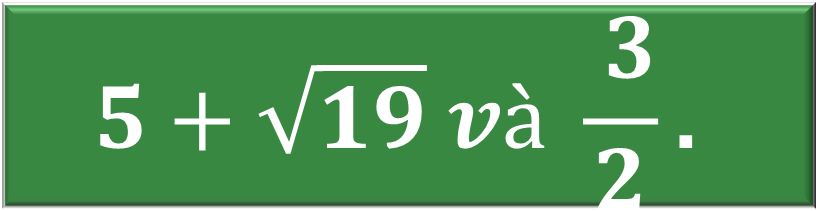 5 + √19 và 3/2 .